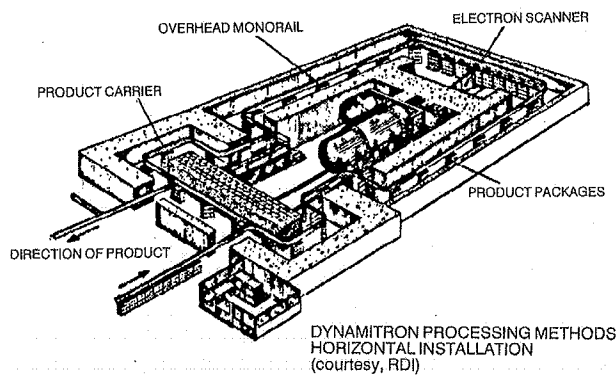 ELECTRON SCANNER
OVERHEAD MONORAIL
PRODUCT CARRIER
PRODUCT PACKAGES
DIRECTION OF PRODUCT
DYNAMITRON PROCESSING METHODS
HORIZONTAL INSTALLATION
(courtesy, RDI)